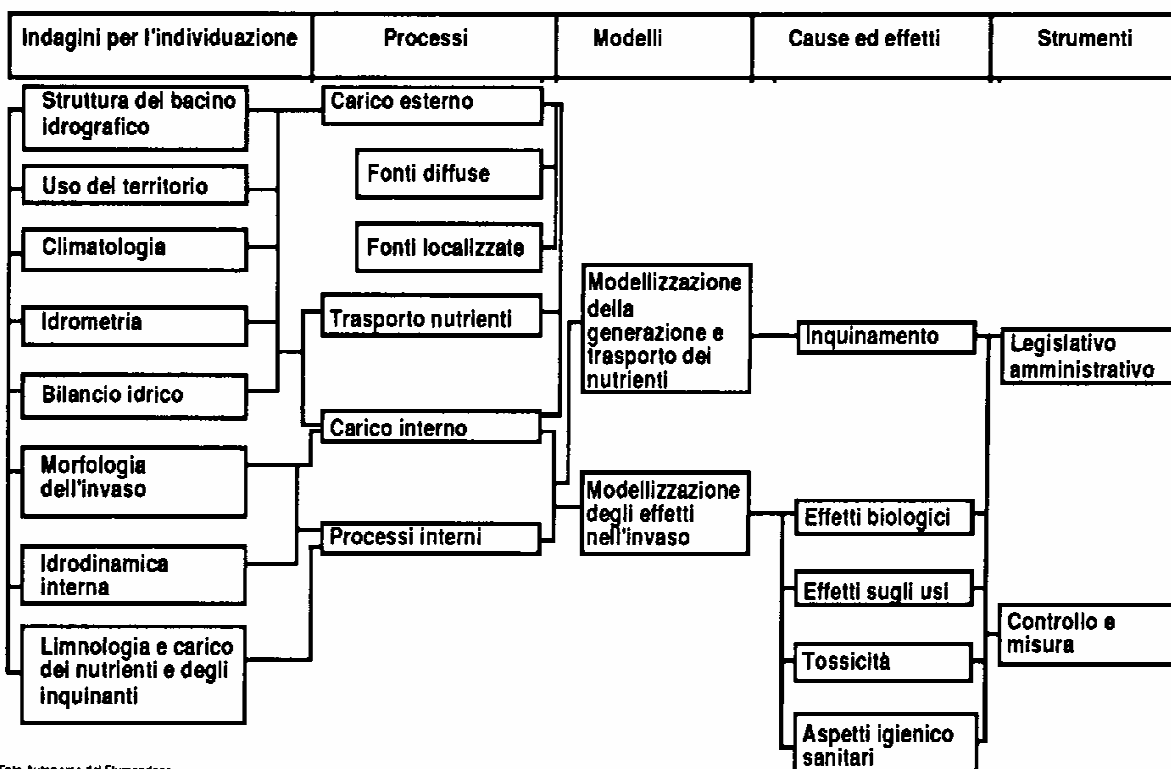 Indagini per l'individuazione
Processi
Modelli
Cause ed effetti
Strumenti
Struttura del bacino
idrografico
Uso del territorio
Climatologia
Idrometria
Bilancio idrico
Morfologia
dell'invaso
Idrodinamica
interna
Limnologia e carico
dei nutrienti e degli
inquinanti
Carico esterno
Fonti diffuse
Fonti localizzate
Trasporto nutrienti
Carico interno
Processi interni
Modellizzazione
della
generazione e
trasporto dei
nutrienti
Modellizzazione
degli effetti
nell'invaso
Inquinamento
Effetti biologici
Effetti sugli usi
Tossicità
Aspetti igienico
sanitari
Legislativo
amministrativo
Controllo e
misura